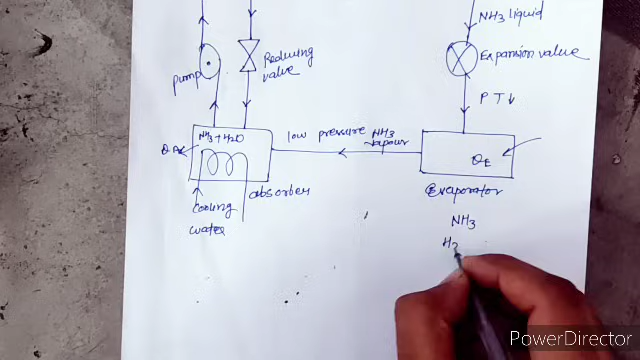 NH3 liquid
Expansion value
pump
Reducing
valve
P T↓
NH3 + H2O
low pressure NH3
vapour
QA
QE
absorber
Evaporator
cooling
water
NH3
H2
PowerDirector